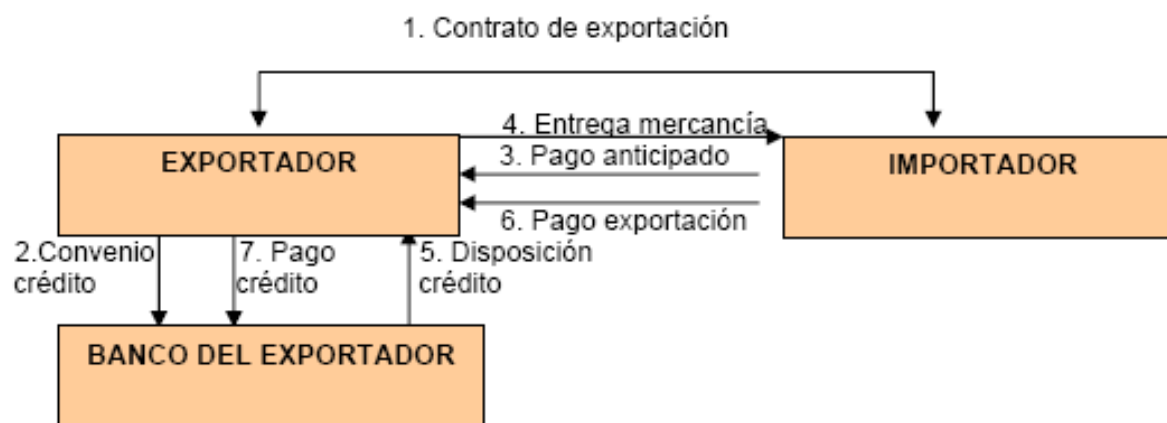 1. Contrato de exportación
4. Entrega mercancía
EXPORTADOR
3. Pago anticipado
IMPORTADOR
6. Pago exportación
2.Convenio
crédito
7. Pago
crédito
5. Disposición
crédito
BANCO DEL EXPORTADOR